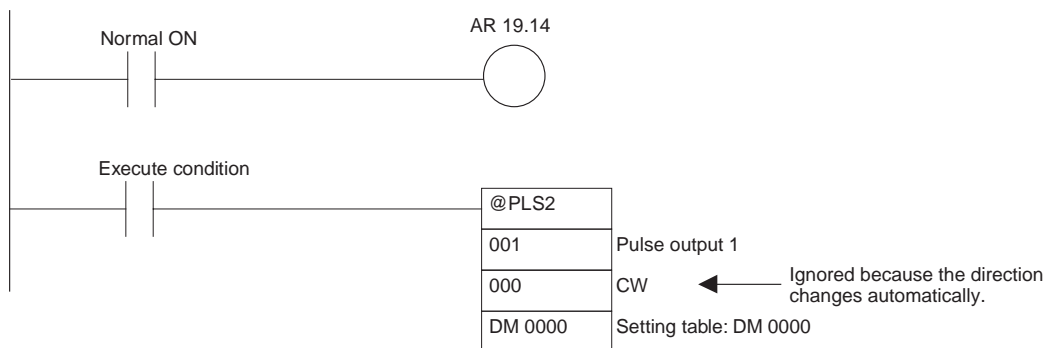 Normal ON
AR 19.14
Execute condition
@PLS2
001 Pulse output 1
000 CW Ignored because the direction
changes automatically.
DM 0000 Setting table: DM 0000